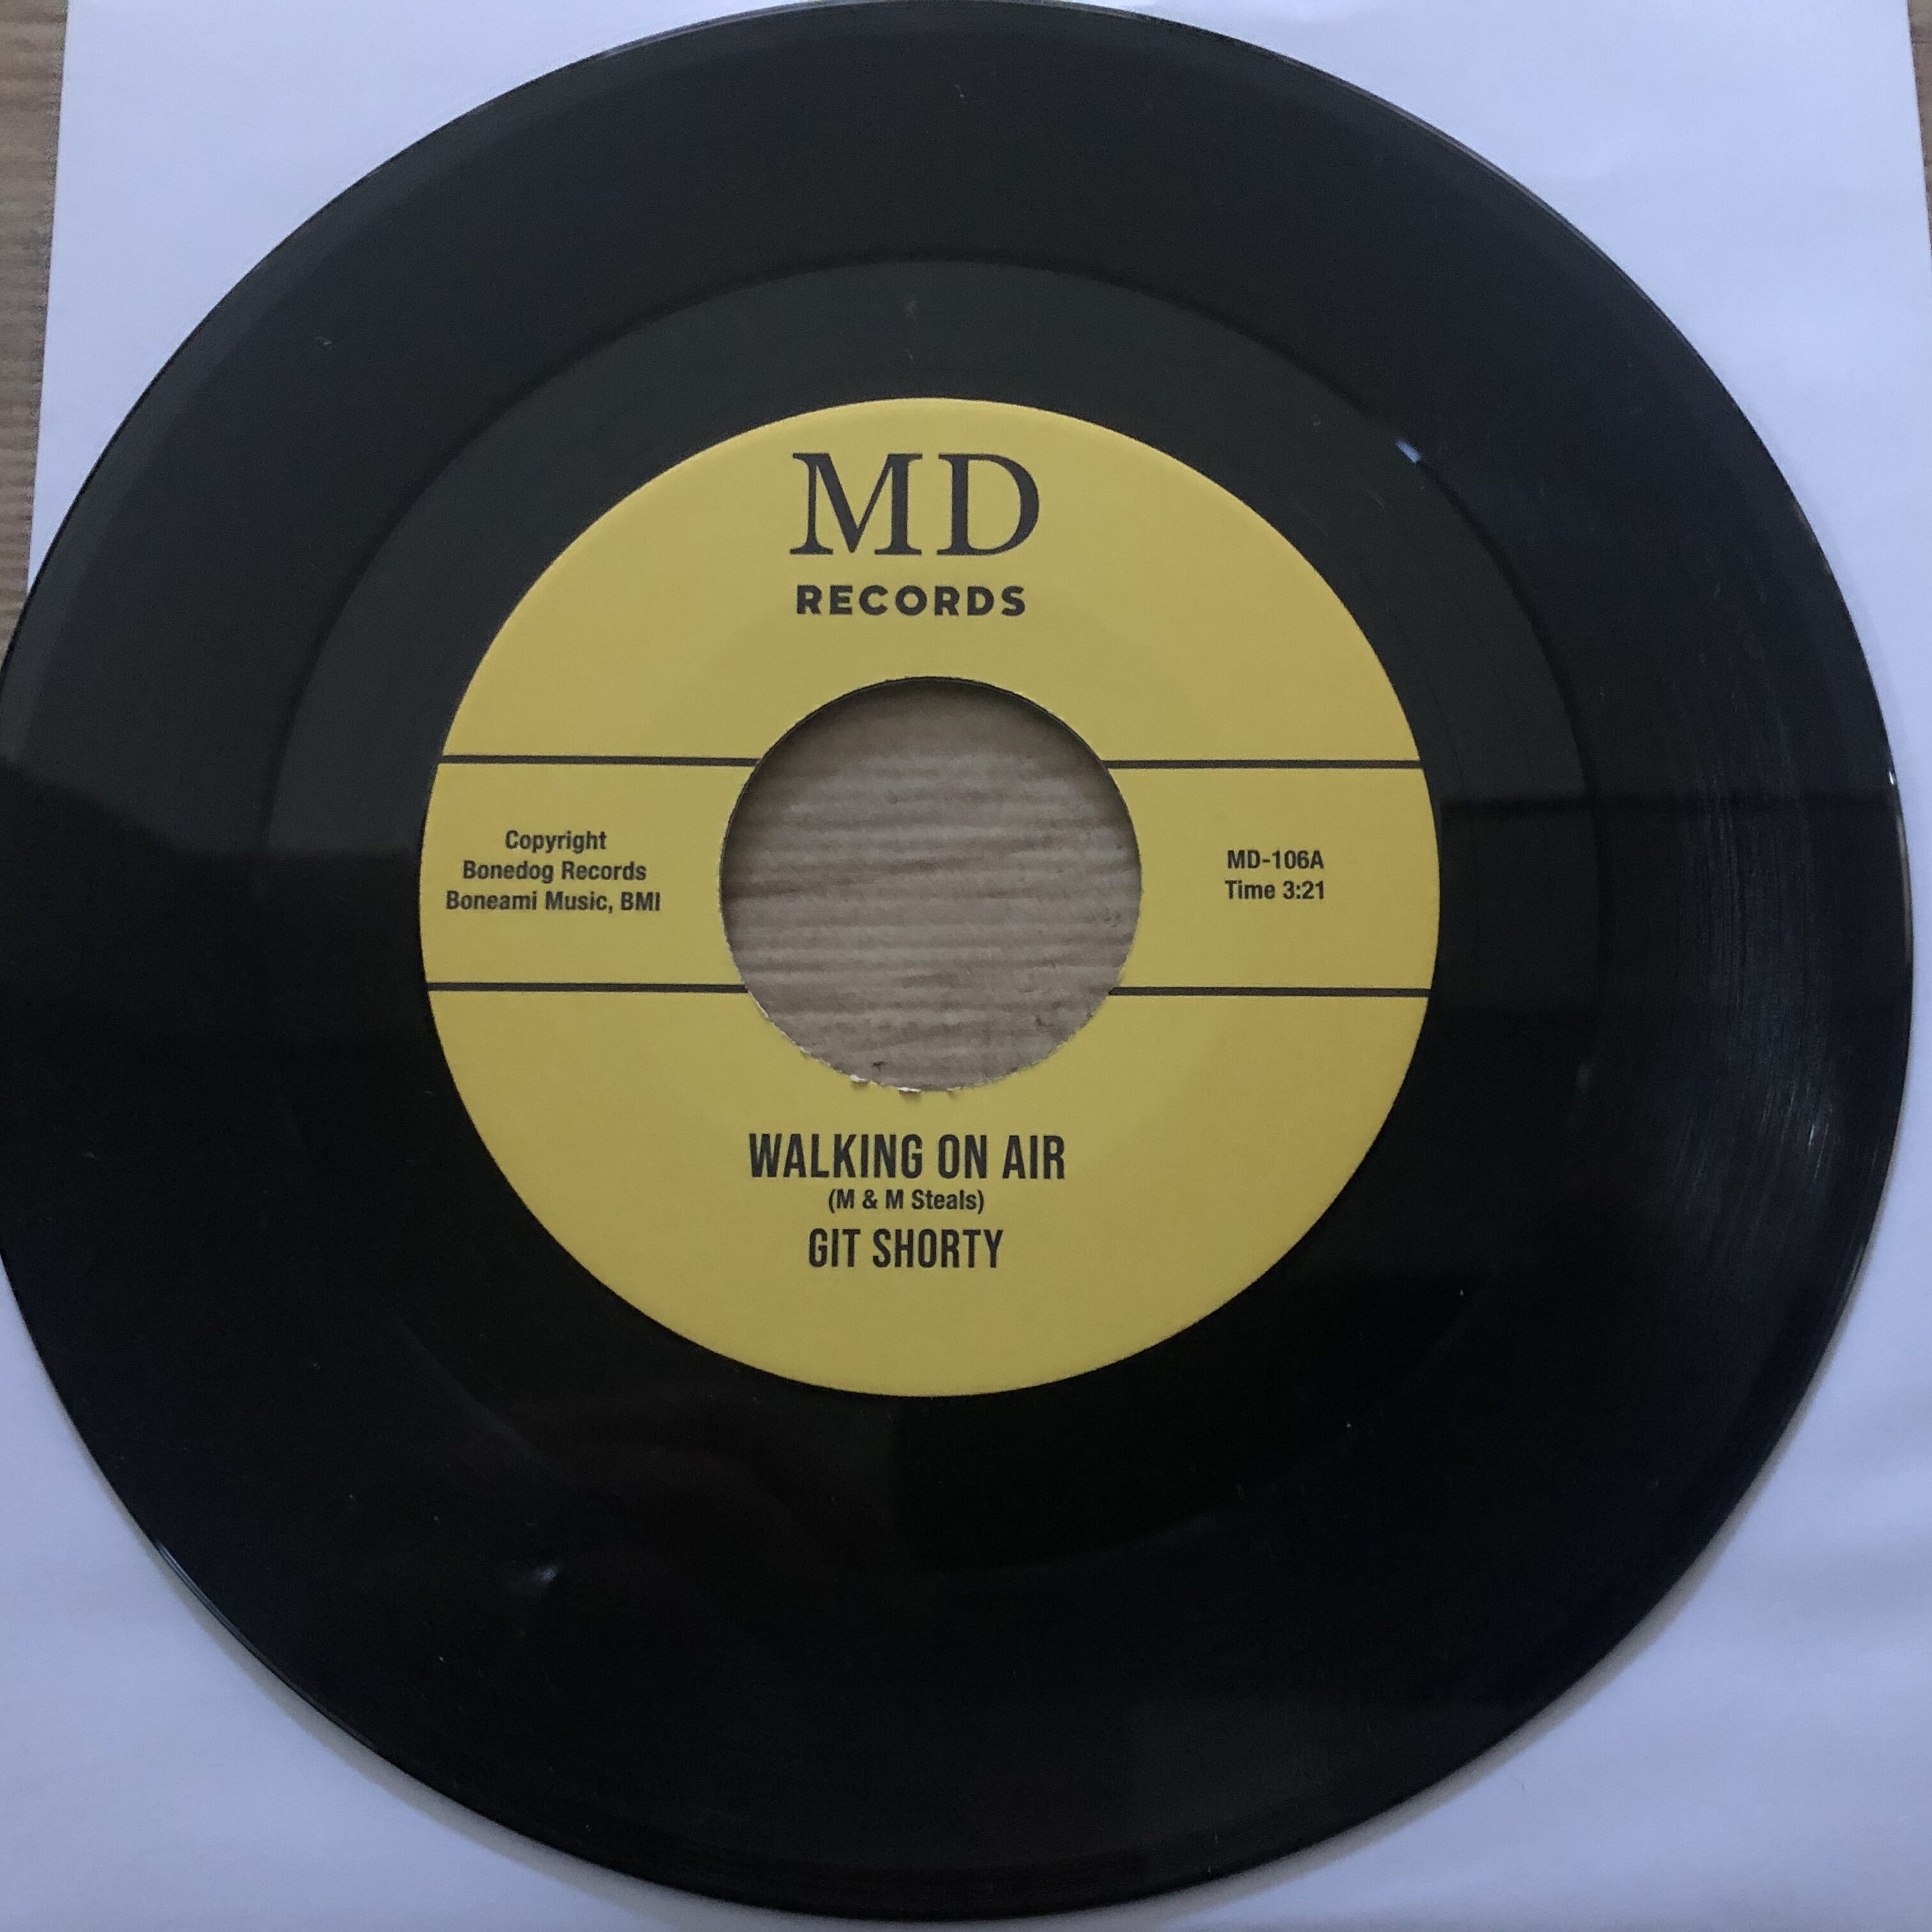 MD
RECORDS
Copyright
Bonedog Records
Boneami Music, BMI
MD-106A
Time 3:21
WALKING ON AIR
(M & M Steals)
GIT SHORTY